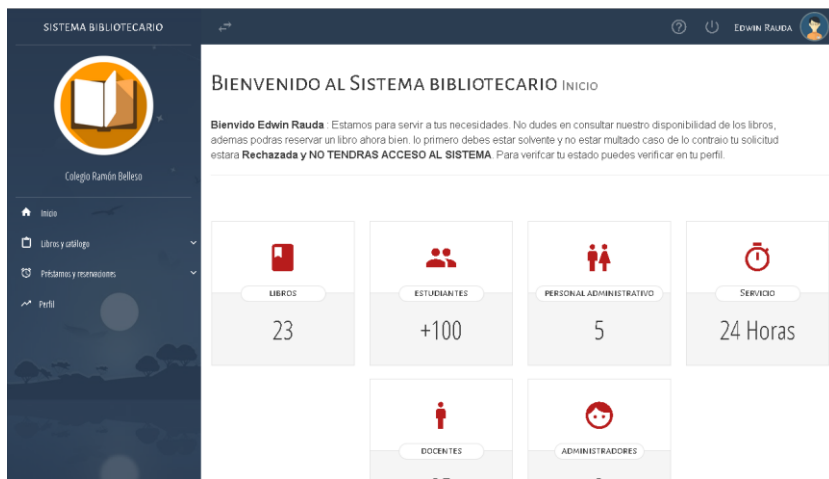 SISTEMA BIBLIOTECARIO
EDWIN RAUDA
Colegio Ramón Belleso
Inicio
Libros y catálogo
Préstamos y reservaciones
Perfil
BIENVENIDO AL SISTEMA BIBLIOTECARIO INICIO
Bienvido Edwin Rauda : Estamos para servir a tus necesidades. No dudes en consultar nuestro disponibilidad de los libros,
ademas podras reservar un libro ahora bien. lo primero debes estar solvente y no estar multado caso de lo contraio tu solicitud
estara Rechazada y NO TENDRAS ACCESO AL SISTEMA. Para verifcar tu estado puedes verificar en tu perfil.
LIBROS
23
ESTUDIANTES
+100
PERSONAL ADMINISTRATIVO
5
SERVICIO
24 Horas
DOCENTES
ADMINISTRADORES